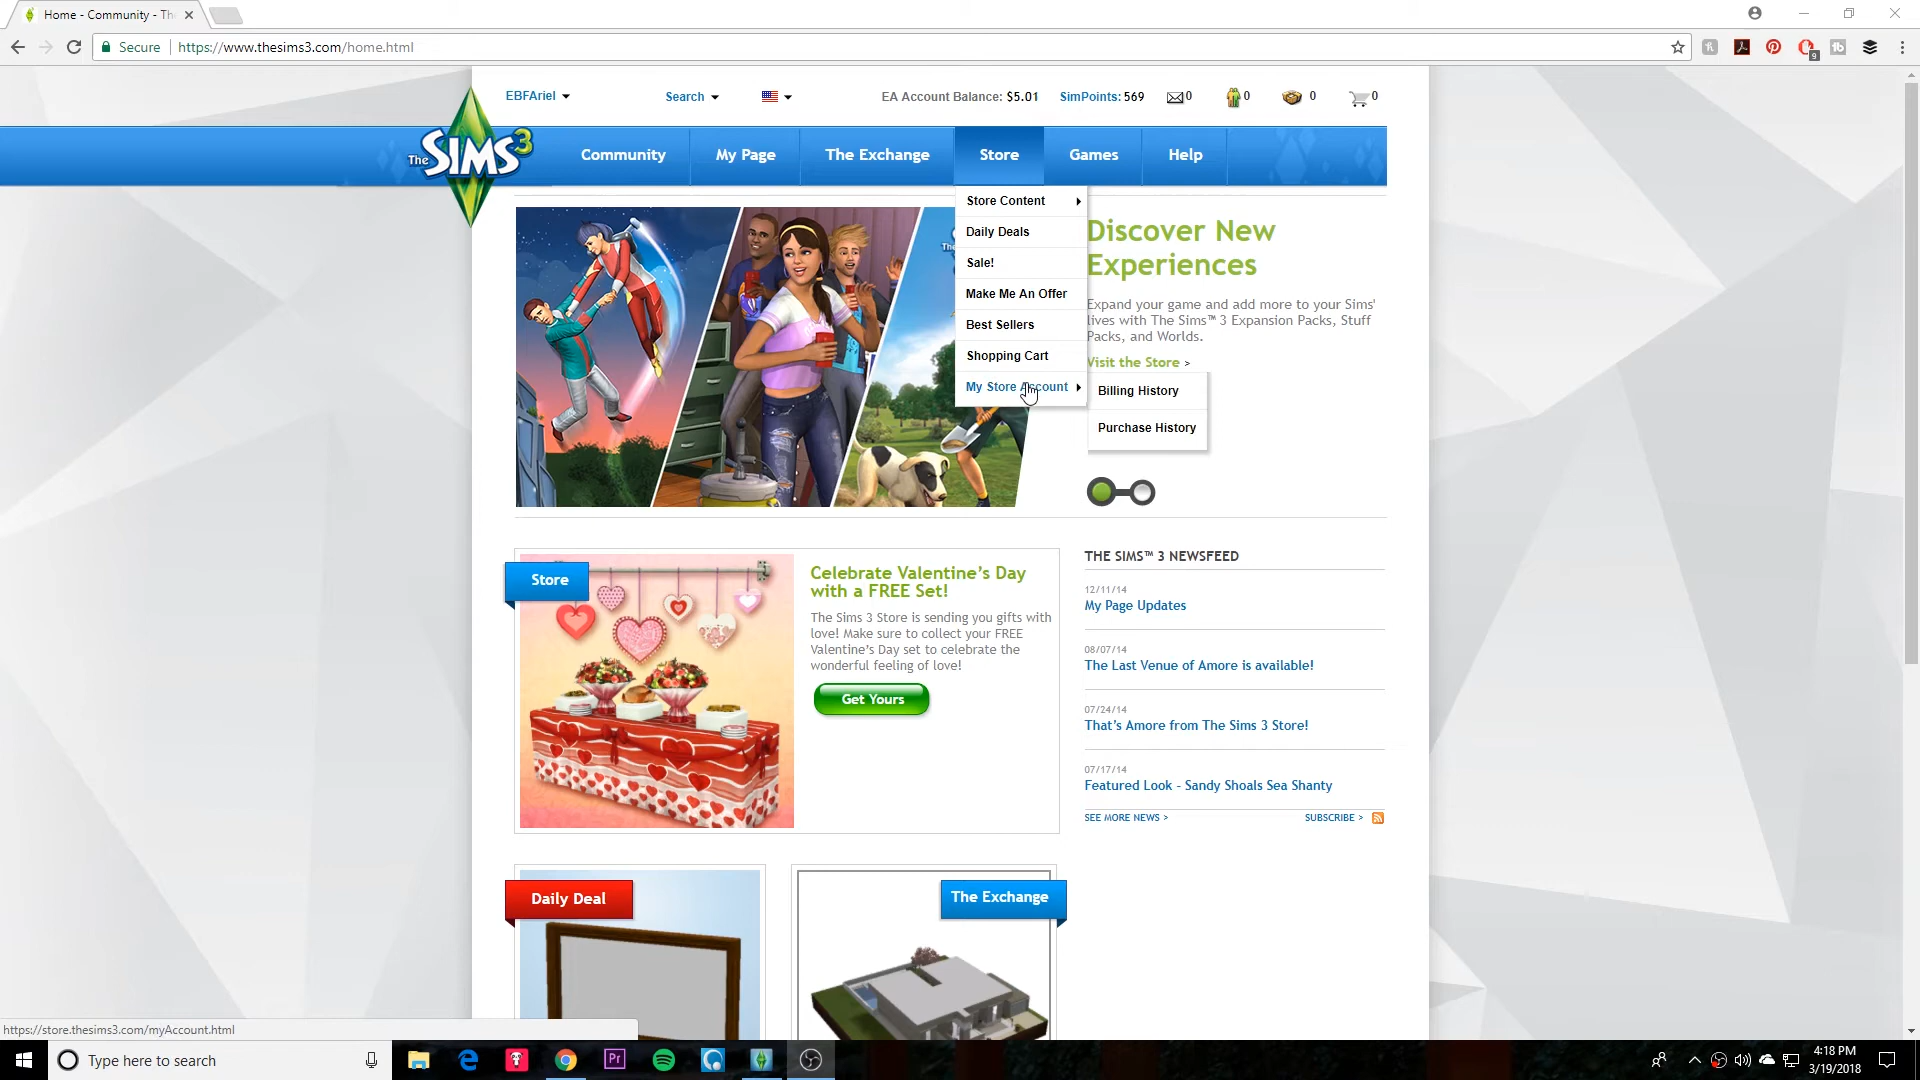 Home - Community - Th
Secure
https://www.thesims3.com/home.html
9
EBFAriel
Search
EA Account Balance: $5.01
SimPoints: 569
0
0
0
0
The SIMS 3
Community
My Page
The Exchange
Store
Games
Help
Store Content
Daily Deals
Sale!
Make Me An Offer
Best Sellers
Shopping Cart
My Store Account
Billing History
Purchase History
Discover New
Experiences
Expand your game and add more to your Sims'
lives with The Sims™ 3 Expansion Packs, Stuff
Packs, and Worlds.
Visit the Store >
Store
Celebrate Valentine's Day
with a FREE Set!
The Sims 3 Store is sending you gifts with
love! Make sure to collect your FREE
Valentine's Day set to celebrate the
wonderful feeling of love!
Get Yours
THE SIMS™ 3 NEWSFEED
12/11/14
My Page Updates
08/07/14
The Last Venue of Amore is available!
07/24/14
That's Amore from The Sims 3 Store!
07/17/14
Featured Look - Sandy Shoals Sea Shanty
SEE MORE NEWS >
SUBSCRIBE >
Daily Deal
The Exchange
https://store.thesims3.com/myAccount.html
Type here to search
Pr
4:18 PM
3/19/2018